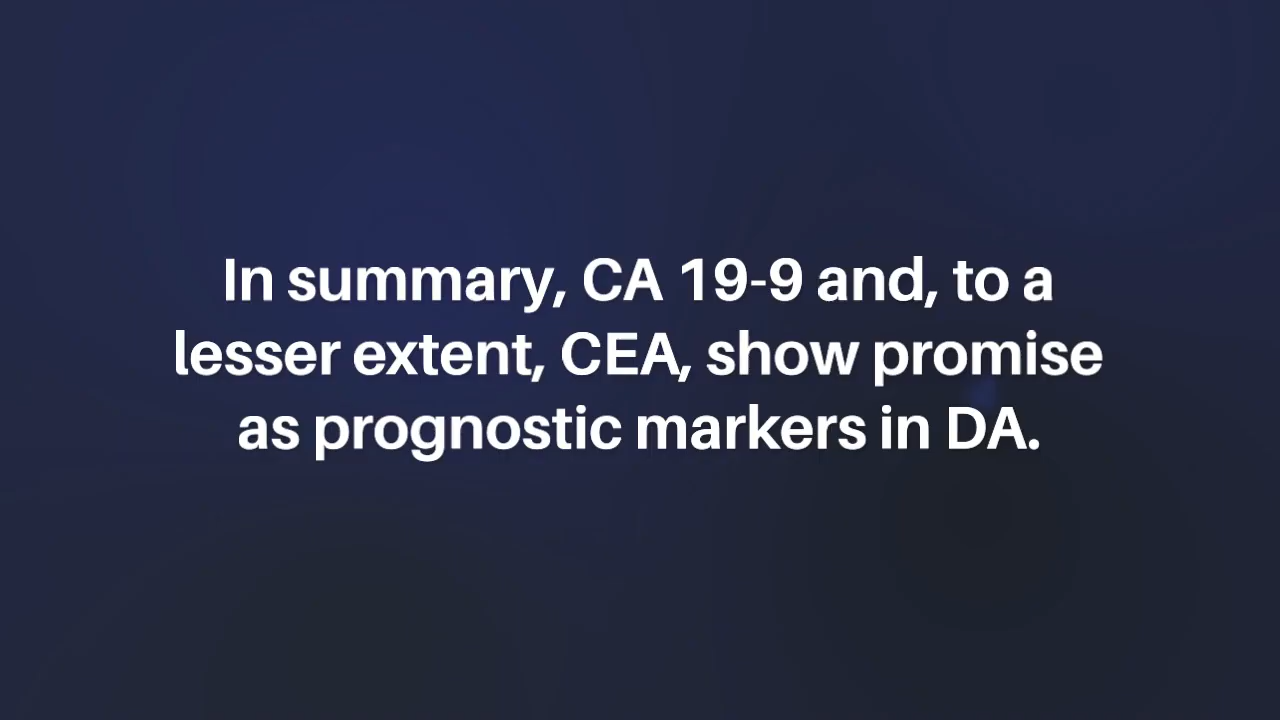 In summary, CA 19-9 and, to a
lesser extent, CEA, show promise
as prognostic markers in DA.